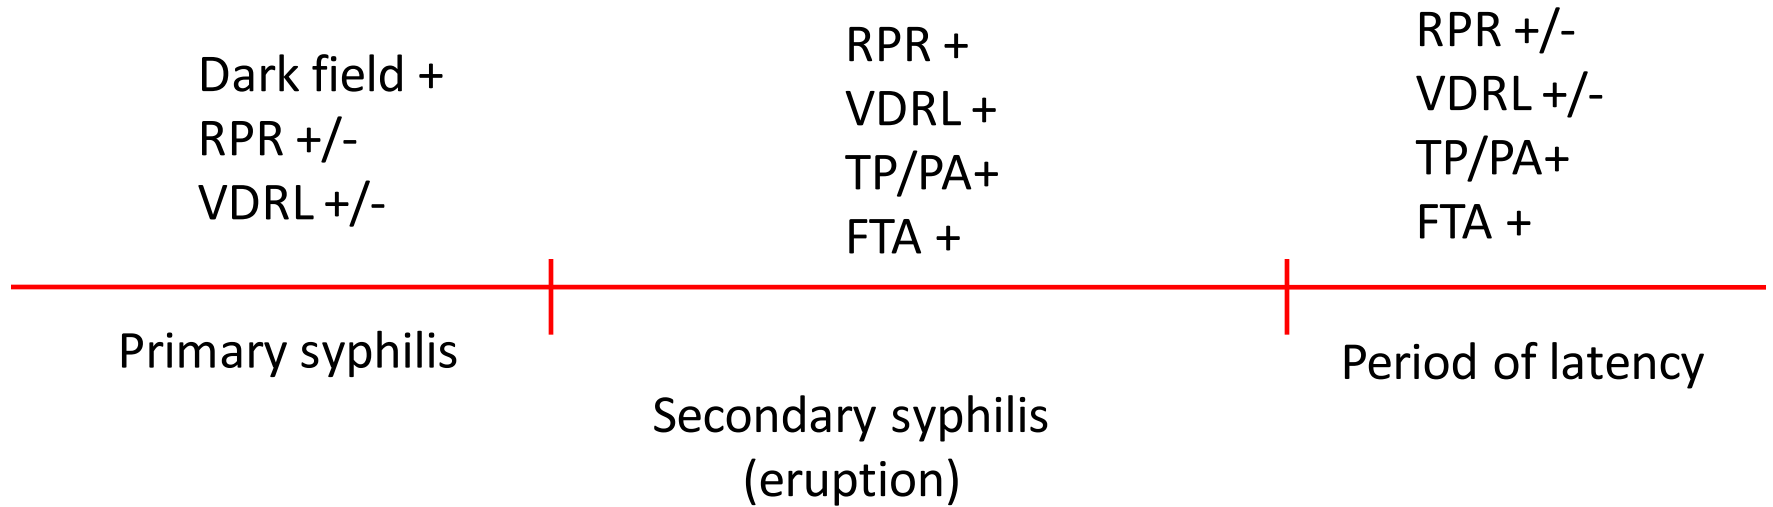 Dark field +
RPR +/-
VDRL +/-
RPR +
VDRL +
TP/PA+
FTA +
RPR +/-
VDRL +/-
TP/PA+
FTA +
Primary syphilis
Secondary syphilis
(eruption)
Period of latency